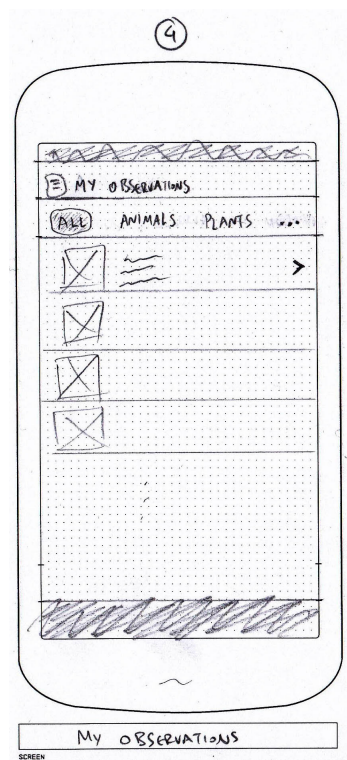 4
MY OBSERVATIONS
ALL ANIMALS PLANTS ...
MY OBSERVATIONS
SCREEN